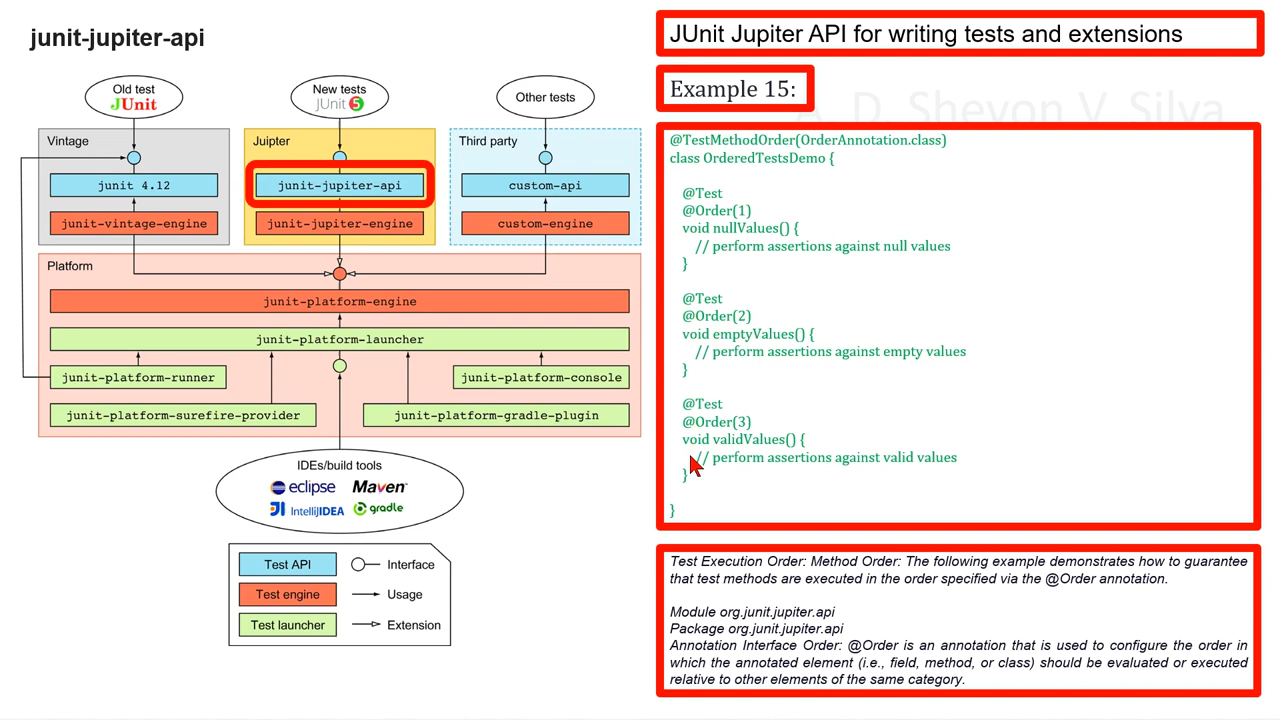 junit-jupiter-api
Old test
JUnit
New tests
JUnit 5
Other tests
Vintage
junit 4.12
junit-vintage-engine
Juipter
junit-jupiter-api
junit-jupiter-engine
Third party
custom-api
custom-engine
Platform
junit-platform-engine
junit-platform-launcher
junit-platform-runner
junit-platform-console
junit-platform-surefire-provider
junit-platform-gradle-plugin
IDEs/build tools
eclipse
Maven
IntelliJIDEA
gradle
Test API
Interface
Test engine
Usage
Test launcher
Extension
JUnit Jupiter API for writing tests and extensions
Example 15:
A. D. Shevon V. Silva
@TestMethodOrder(OrderAnnotation.class)
class OrderedTestsDemo {
@Test
@Order(1)
void nullValues() {
// perform assertions against null values
}
@Test
@Order(2)
void emptyValues() {
// perform assertions against empty values
}
@Test
@Order(3)
void validValues() {
// perform assertions against valid values
}
}
Test Execution Order: Method Order: The following example demonstrates how to guarantee
that test methods are executed in the order specified via the @Order annotation.
Module org.junit.jupiter.api
Package org.junit.jupiter.api
Annotation Interface Order: @Order is an annotation that is used to configure the order in
which the annotated element (i.e., field, method, or class) should be evaluated or executed
relative to other elements of the same category.